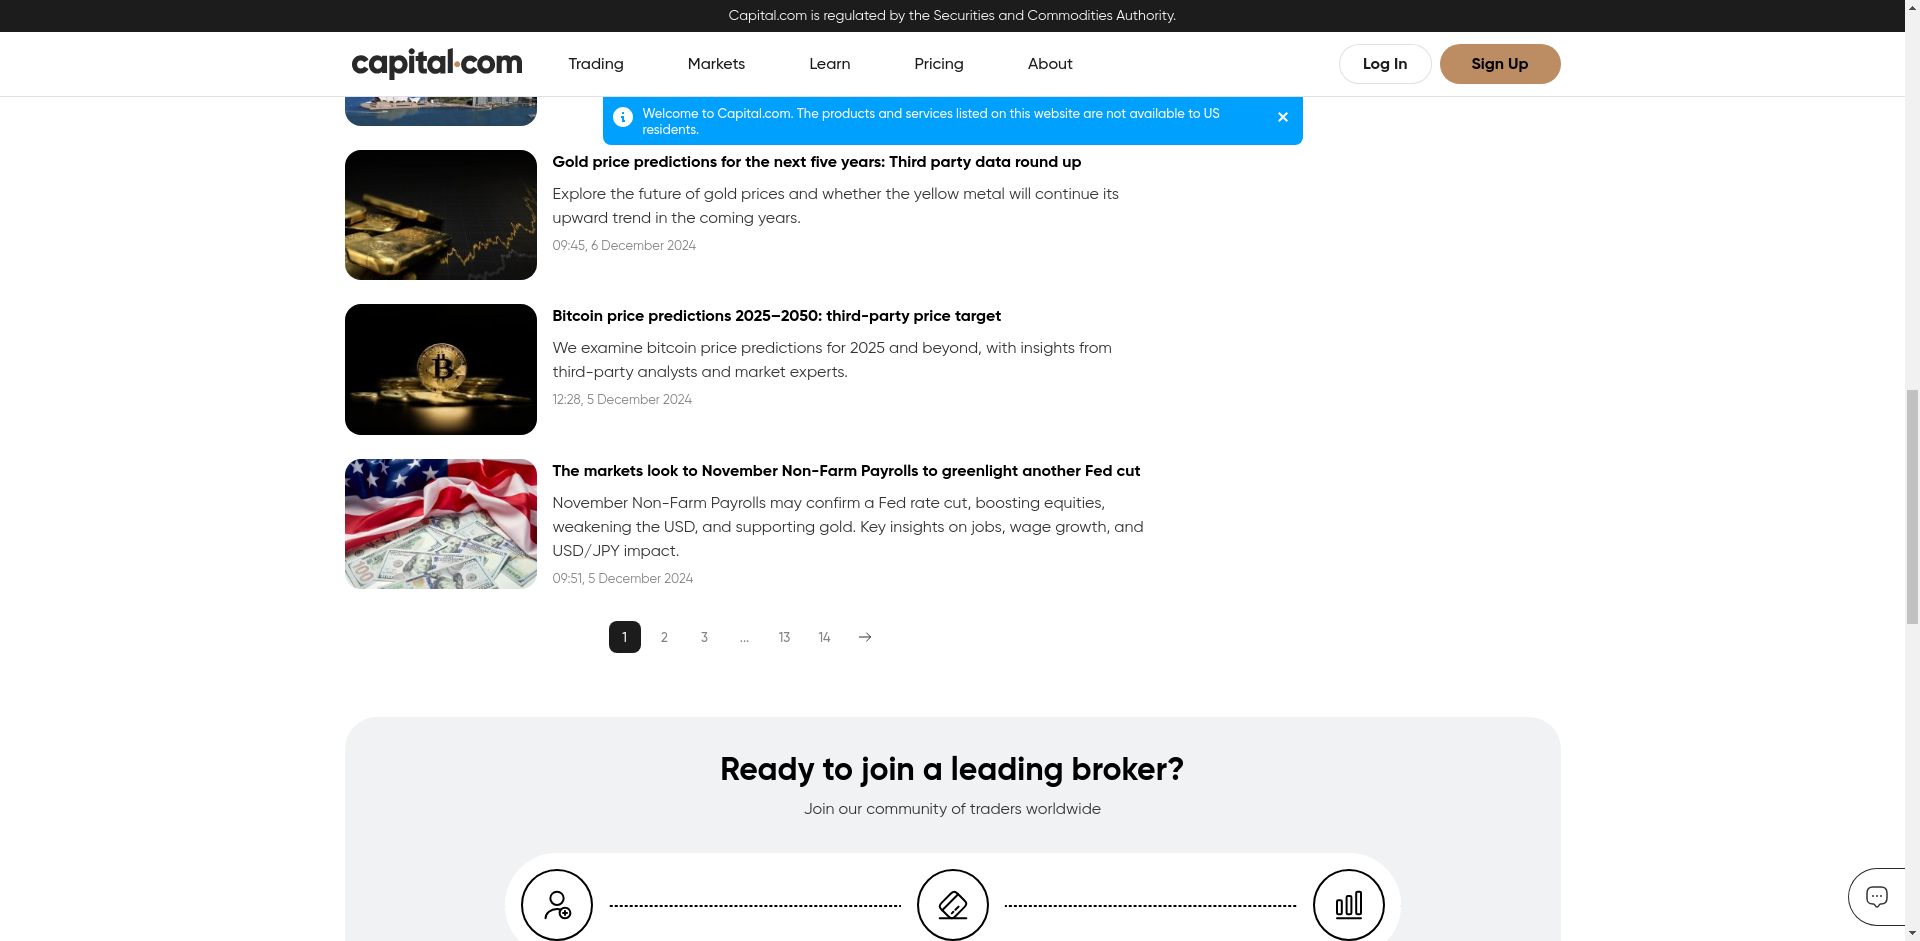 Capital.com is regulated by the Securities and Commodities Authority.
capital.com
Trading
Markets
Learn
Pricing
About
Log In
Sign Up
Welcome to Capital.com. The products and services listed on this website are not available to US
residents.
Gold price predictions for the next five years: Third party data round up
Explore the future of gold prices and whether the yellow metal will continue its
upward trend in the coming years.
09:45, 6 December 2024
Bitcoin price predictions 2025–2050: third-party price target
We examine bitcoin price predictions for 2025 and beyond, with insights from
third-party analysts and market experts.
12:28, 5 December 2024
The markets look to November Non-Farm Payrolls to greenlight another Fed cut
November Non-Farm Payrolls may confirm a Fed rate cut, boosting equities,
weakening the USD, and supporting gold. Key insights on jobs, wage growth, and
USD/JPY impact.
09:51, 5 December 2024
1
2
3
...
13
14
Ready to join a leading broker?
Join our community of traders worldwide